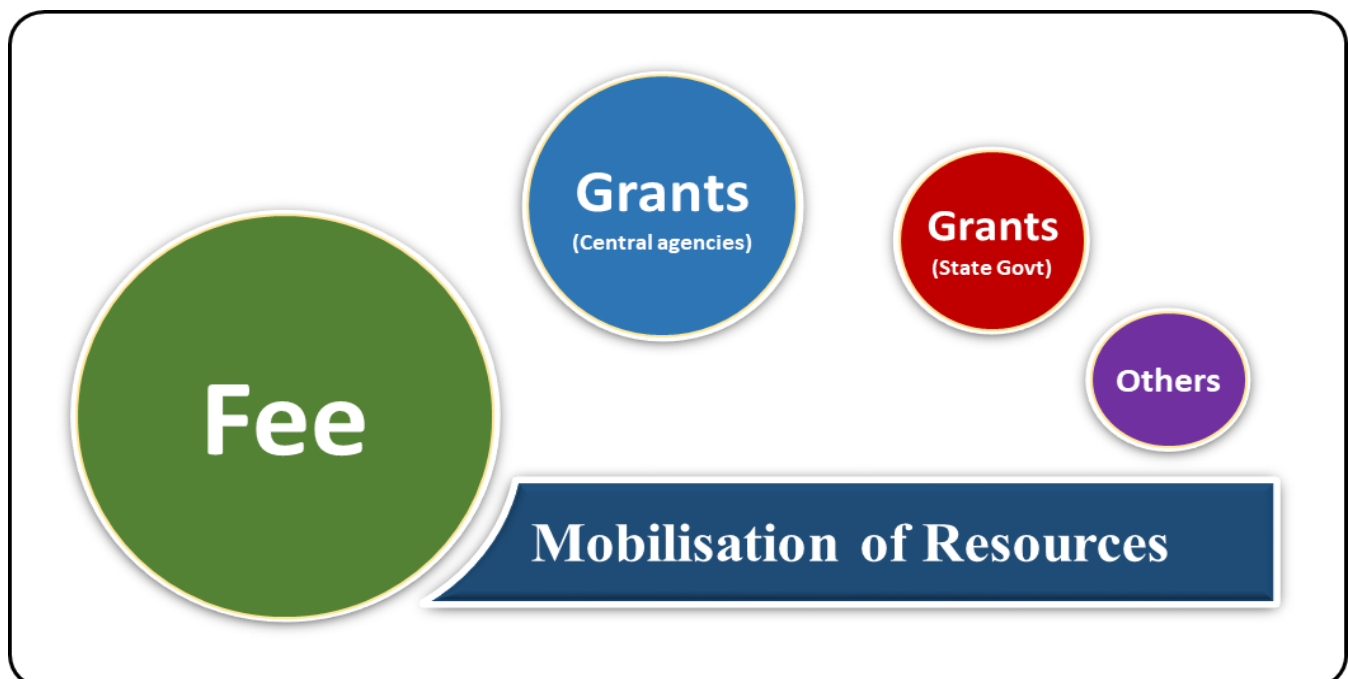 Grants
(Central agencies)
Grants
(State Govt)
Others
Fee
Mobilisation of Resources